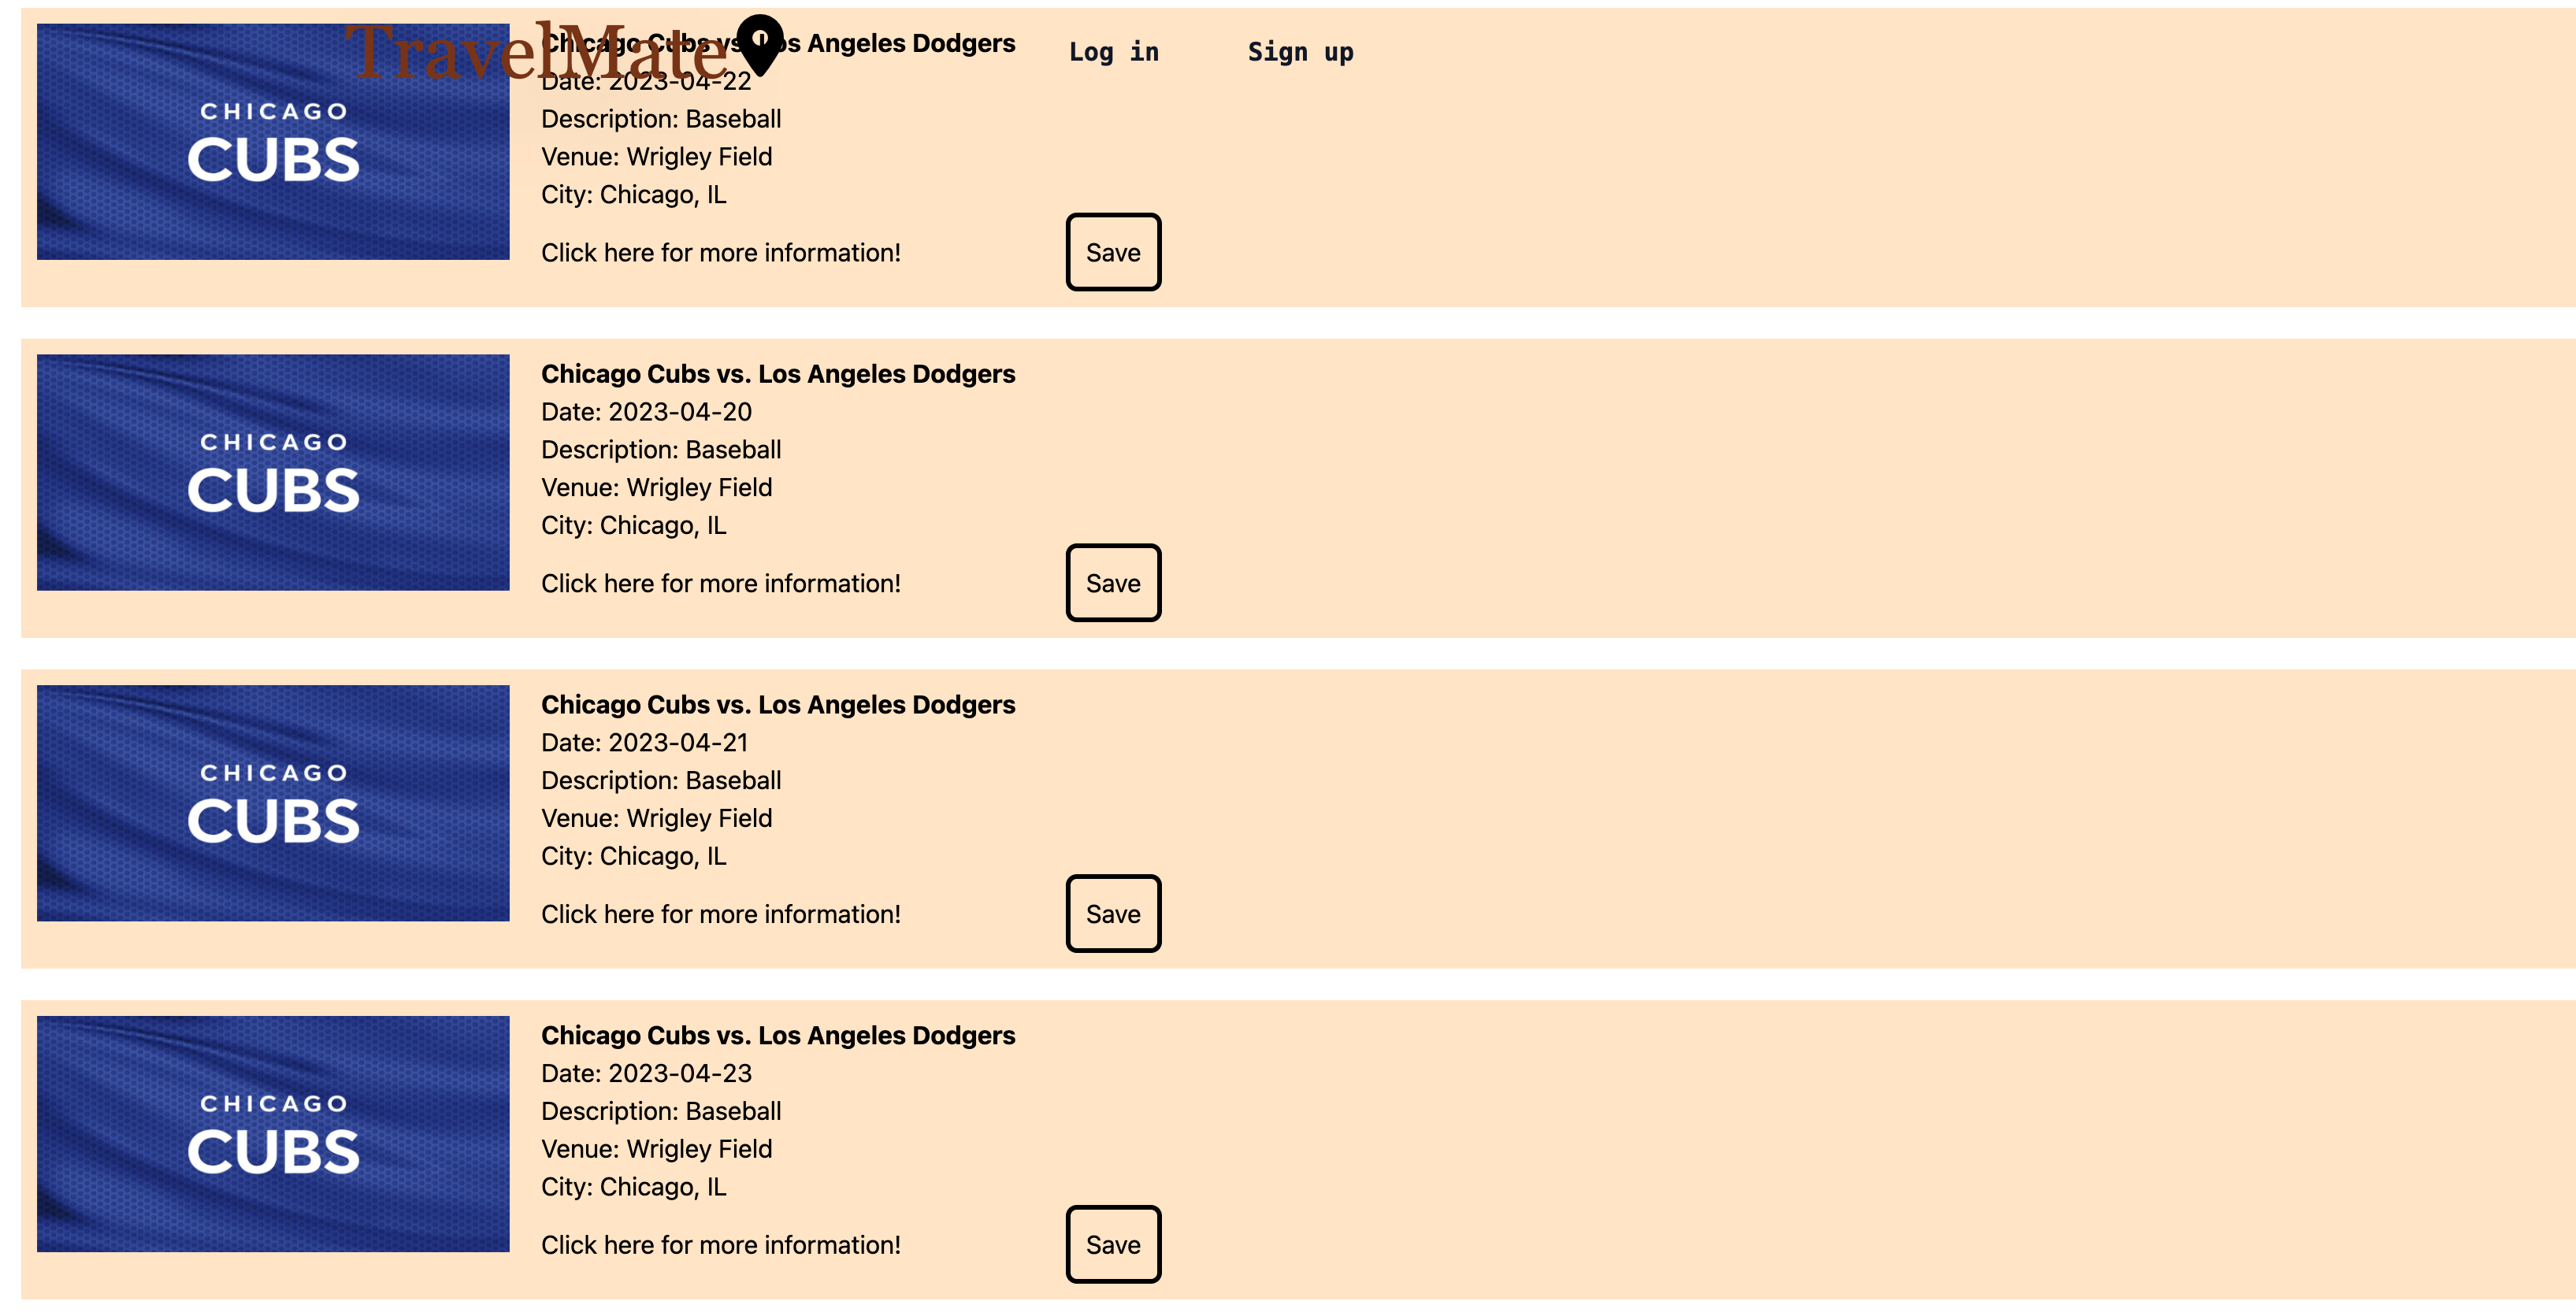 TravelMate
Log in
Sign up
CHICAGO
CUBS
Chicago Cubs vs. Los Angeles Dodgers
Date: 2023-04-22
Description: Baseball
Venue: Wrigley Field
City: Chicago, IL
Click here for more information!
Save
CHICAGO
CUBS
Chicago Cubs vs. Los Angeles Dodgers
Date: 2023-04-20
Description: Baseball
Venue: Wrigley Field
City: Chicago, IL
Click here for more information!
Save
CHICAGO
CUBS
Chicago Cubs vs. Los Angeles Dodgers
Date: 2023-04-21
Description: Baseball
Venue: Wrigley Field
City: Chicago, IL
Click here for more information!
Save
CHICAGO
CUBS
Chicago Cubs vs. Los Angeles Dodgers
Date: 2023-04-23
Description: Baseball
Venue: Wrigley Field
City: Chicago, IL
Click here for more information!
Save